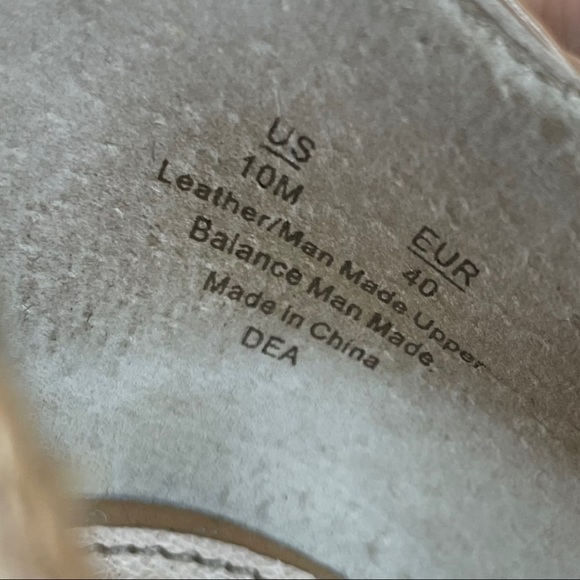 US EUR
10M 40
Leather/Man Made Upper
Balance Man Made.
Made in China
DEA